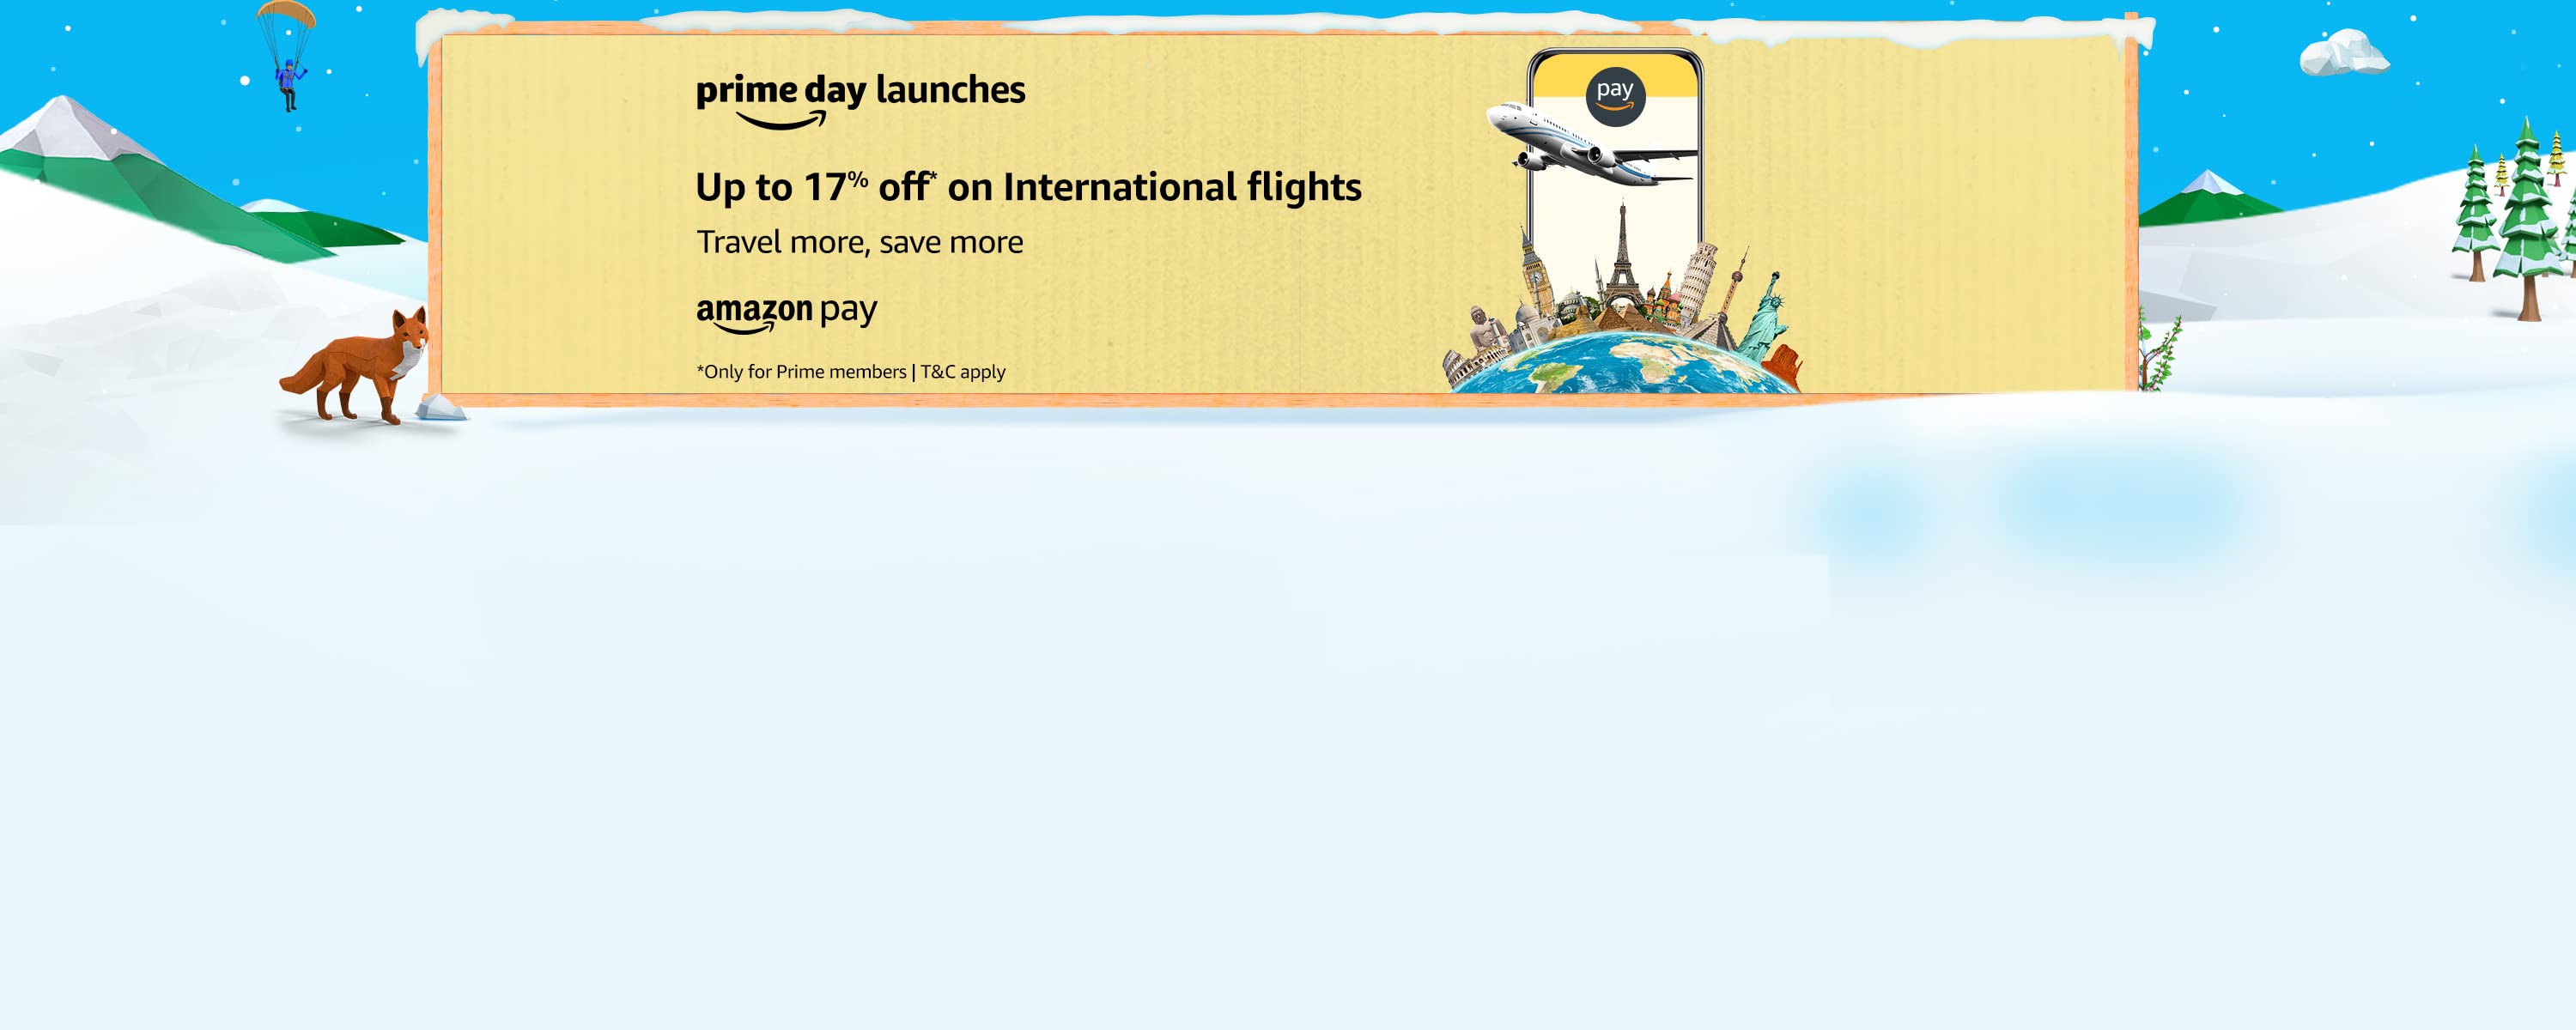 prime day launches
Up to 17% off* on International flights
Travel more, save more
amazon pay
*Only for Prime members | T&C apply
pay